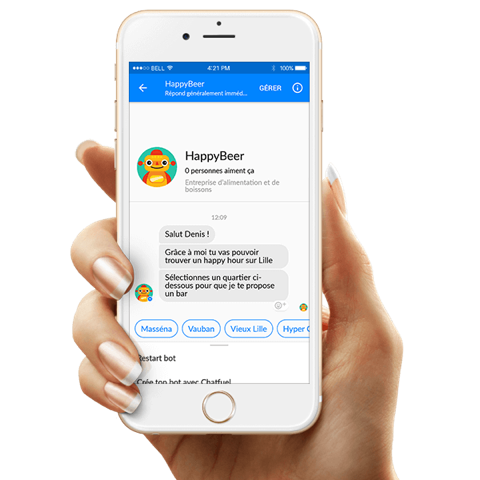 BELL 4:21 PM 100%
HappyBeer
Répond généralement imméd...
GÉRER
HappyBeer
0 personnes aiment ça
Entreprise d'alimentation et de
boissons
12:09
Salut Denis !
Grâce à moi tu vas pouvoir
trouver un happy hour sur Lille
Sélectionnes un quartier ci-
dessous pour que je te propose
un bar
Masséna Vauban Vieux Lille Hyper
Restart bot
Crée ton bot avec Chatfuel